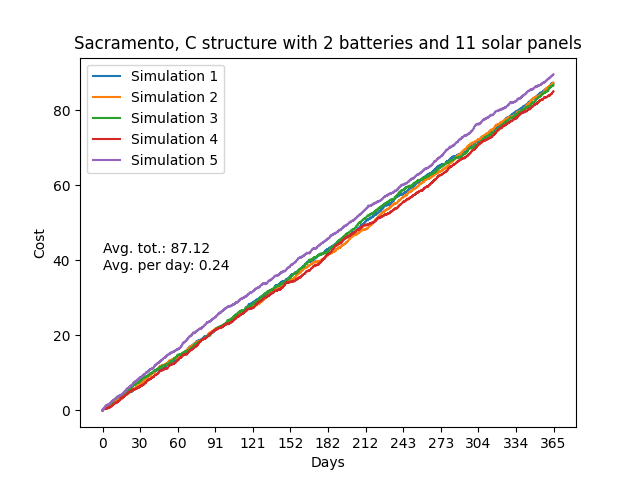 Sacramento, C structure with 2 batteries and 11 solar panels
Simulation 1
Simulation 2
Simulation 3
Simulation 4
Simulation 5
80
60
40
20
0
Cost
Avg. tot.: 87.12
Avg. per day: 0.24
0 30 60 91 121 152 182 212 243 273 304 334 365
Days